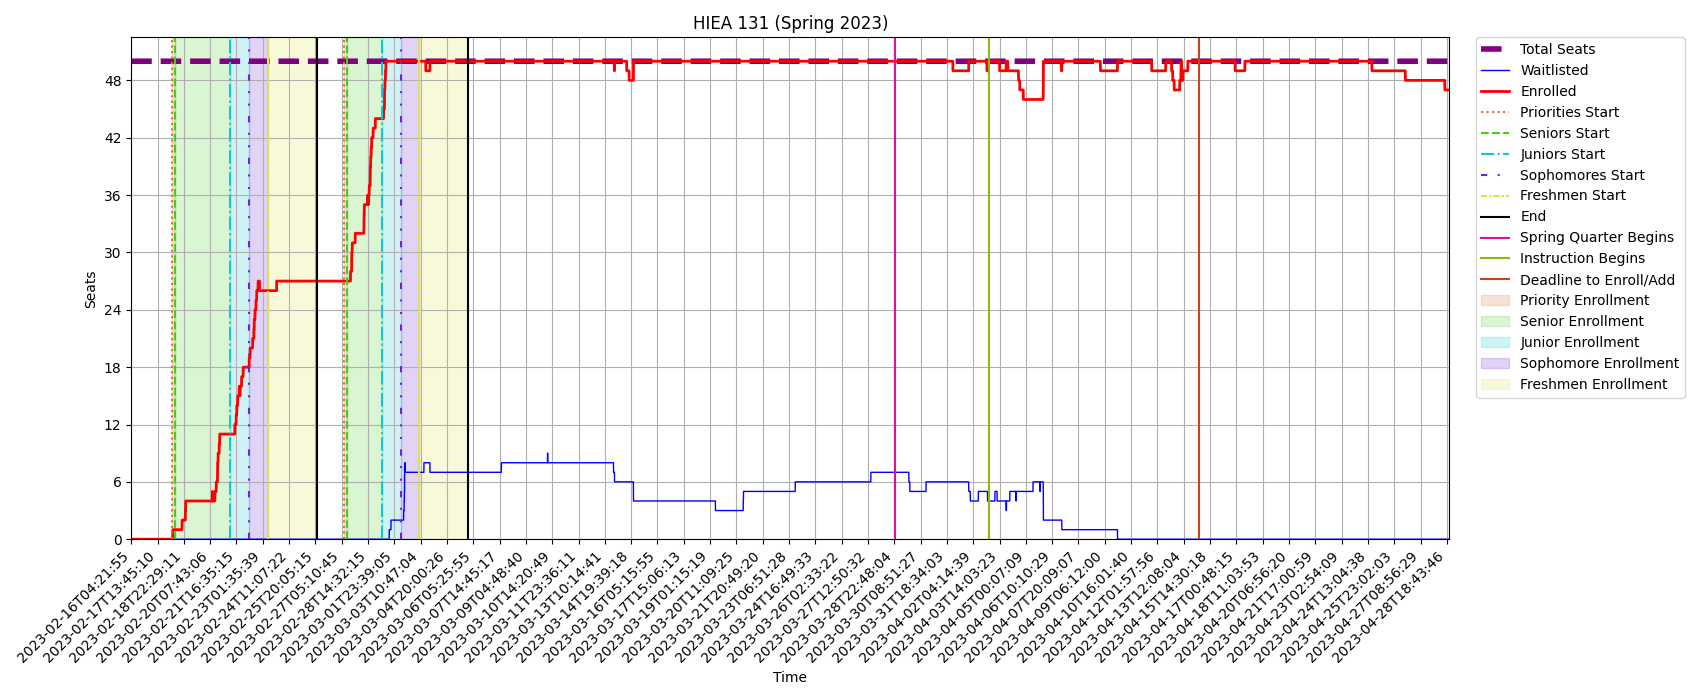 HIEA 131 (Spring 2023)
Seats
48
42
36
30
24
18
12
6
0
2023-02-16T04:21:55
2023-02-17T13:45:10
2023-02-18T22:29:11
2023-02-20T07:43:06
2023-02-21T16:35:15
2023-02-23T01:35:39
2023-02-24T11:07:22
2023-02-25T20:05:15
2023-02-27T05:10:45
2023-02-28T14:32:15
2023-03-01T23:39:05
2023-03-03T10:47:04
2023-03-04T20:00:26
2023-03-06T05:25:55
2023-03-07T14:45:17
2023-03-09T04:48:40
2023-03-10T14:20:49
2023-03-11T23:36:11
2023-03-13T10:14:41
2023-03-14T19:39:18
2023-03-16T05:15:55
2023-03-17T15:06:13
2023-03-19T01:15:19
2023-03-20T11:09:25
2023-03-21T20:49:20
2023-03-23T06:51:28
2023-03-24T16:49:33
2023-03-26T02:33:22
2023-03-27T12:50:32
2023-03-28T22:48:04
2023-03-30T08:51:27
2023-03-31T18:34:03
2023-04-02T04:14:39
2023-04-03T14:03:23
2023-04-05T00:07:09
2023-04-06T10:10:29
2023-04-07T20:09:07
2023-04-09T06:12:00
2023-04-10T16:01:40
2023-04-12T01:57:56
2023-04-13T12:08:04
2023-04-15T14:30:18
2023-04-17T00:48:15
2023-04-18T11:03:53
2023-04-20T06:56:20
2023-04-21T17:00:59
2023-04-23T02:54:09
2023-04-24T13:04:38
2023-04-25T23:02:03
2023-04-27T08:56:29
2023-04-28T18:43:46
Time
Total Seats
Waitlisted
Enrolled
Priorities Start
Seniors Start
Juniors Start
Sophomores Start
Freshmen Start
End
Spring Quarter Begins
Instruction Begins
Deadline to Enroll/Add
Priority Enrollment
Senior Enrollment
Junior Enrollment
Sophomore Enrollment
Freshmen Enrollment